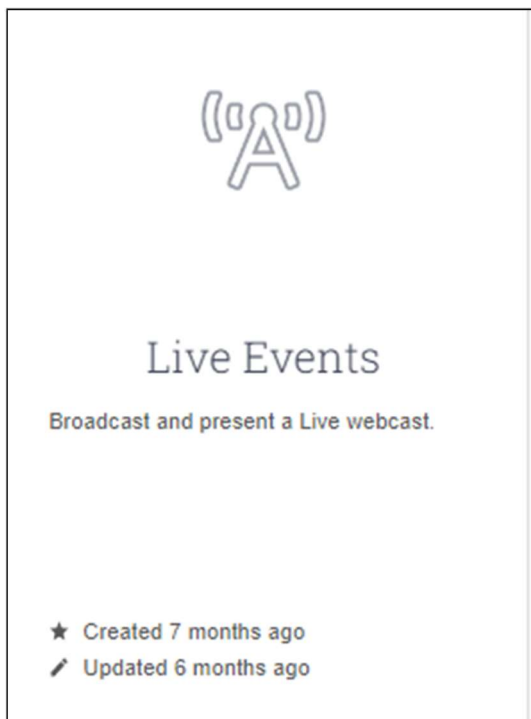 Live Events
Broadcast and present a Live webcast.
Created 7 months ago
Updated 6 months ago